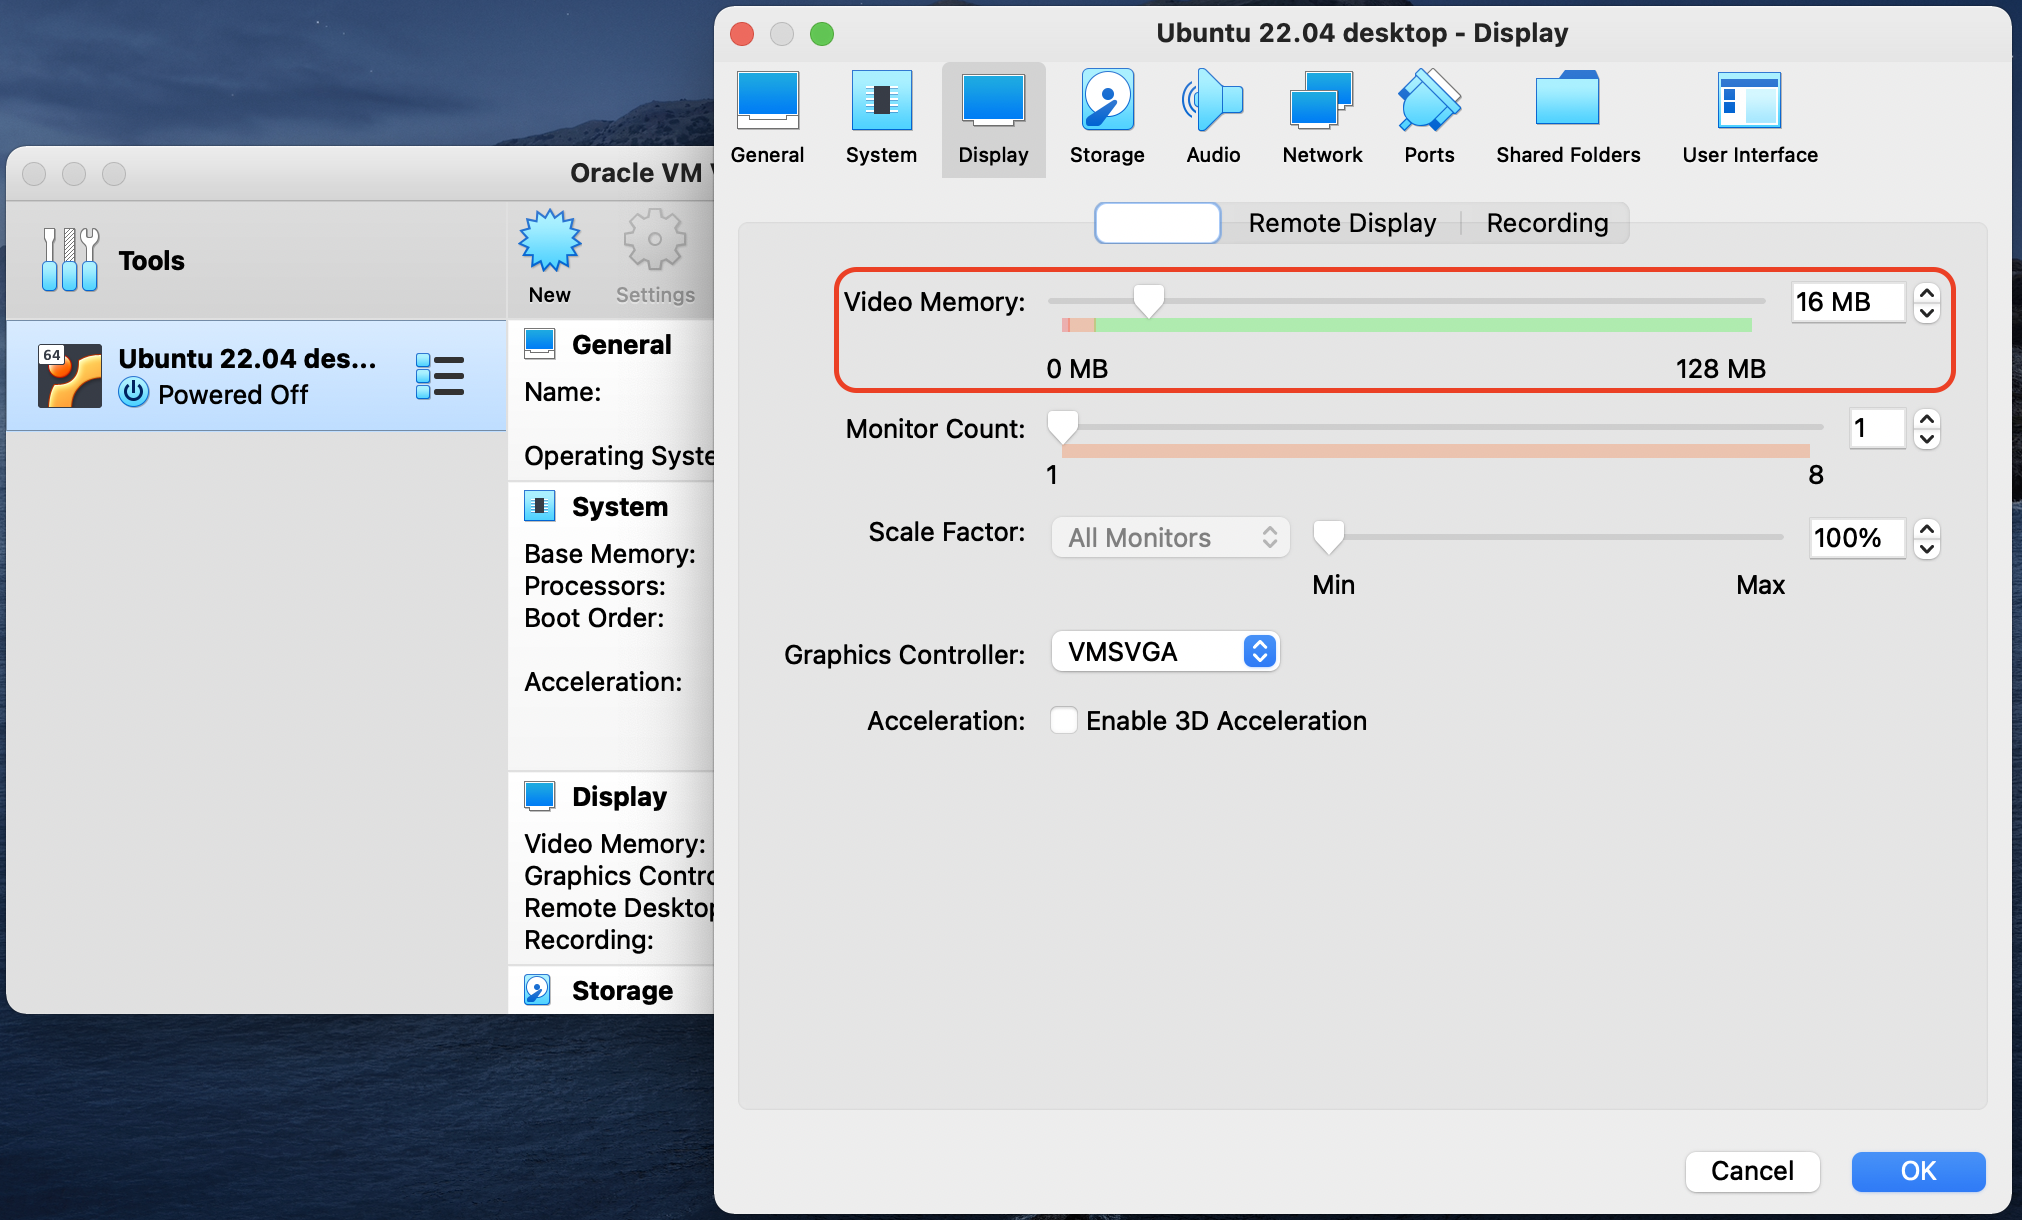 Oracle VM
Tools
New
Settings
64
Ubuntu 22.04 des...
Powered Off
General
Name:
Operating Syste
System
Base Memory:
Processors:
Boot Order:
Acceleration:
Display
Video Memory:
Graphics Contro
Remote Desktop
Recording:
Storage
Ubuntu 22.04 desktop - Display
General
System
Display
Storage
Audio
Network
Ports
Shared Folders
User Interface
Remote Display
Recording
Video Memory:
16 MB
0 MB
128 MB
Monitor Count:
1
1
8
Scale Factor:
All Monitors
100%
Min
Max
Graphics Controller:
VMSVGA
Acceleration:
Enable 3D Acceleration
Cancel
OK